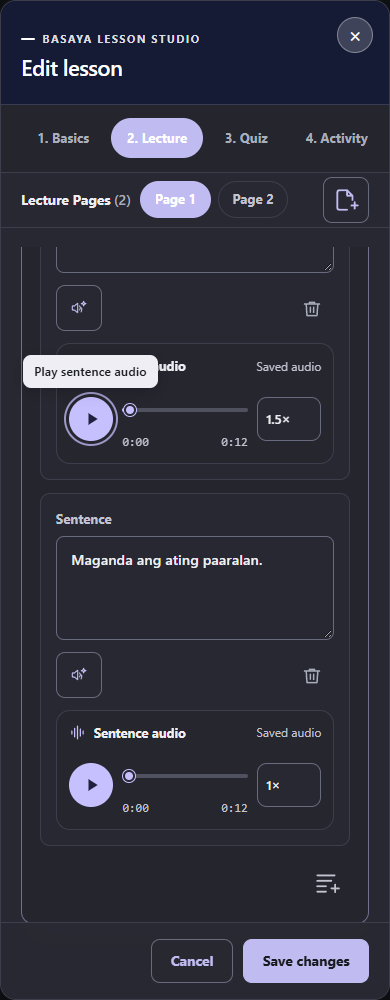 BASAYA LESSON STUDIO
Edit lesson
1. Basics
2. Lecture
3. Quiz
4. Activity
Lecture Pages (2)
Page 1
Page 2
audio
Saved audio
Play sentence audio
1.5×
0:00
0:12
Sentence
Maganda ang ating paaralan.
Sentence audio
Saved audio
1×
0:00
0:12
Cancel
Save changes